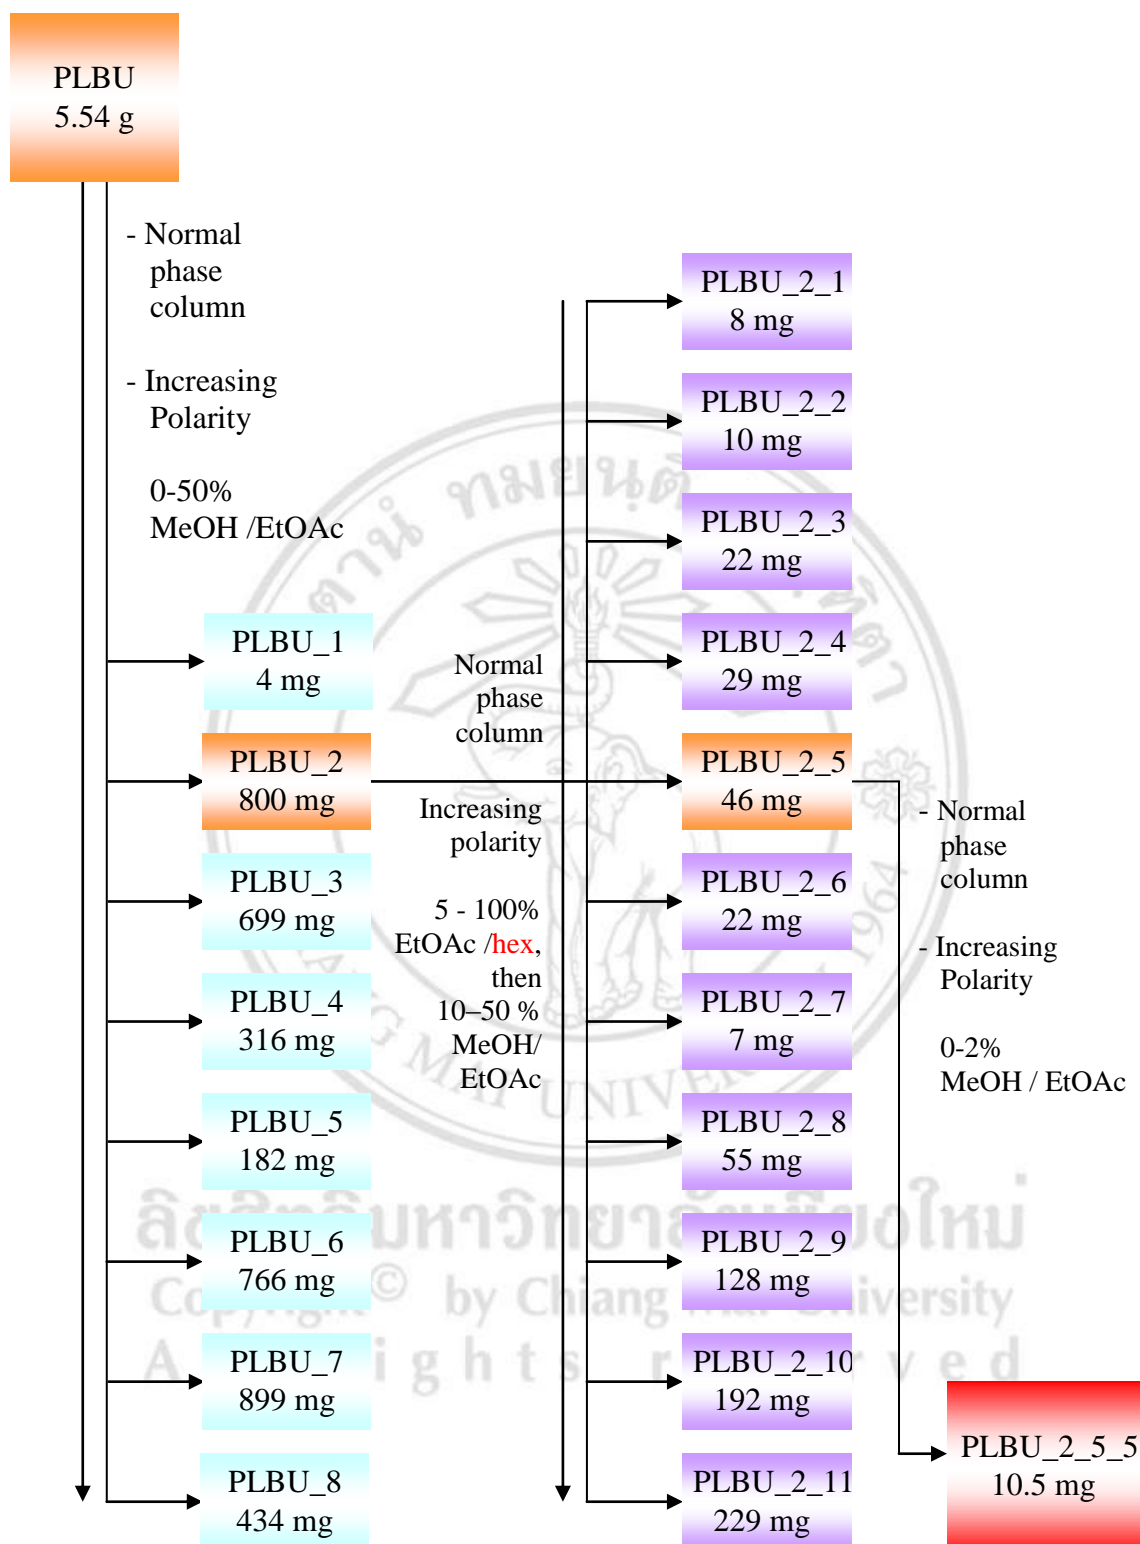 PLBU
5.54 g
- Normal
phase
column
- Increasing
Polarity
0-50%
MeOH /EtOAc
PLBU_1
4 mg
PLBU_2
800 mg
PLBU_3
699 mg
PLBU_4
316 mg
PLBU_5
182 mg
PLBU_6
766 mg
PLBU_7
899 mg
PLBU_8
434 mg
Normal
phase
column
Increasing
polarity
5 - 100%
EtOAc /hex,
then
10–50 %
MeOH/
EtOAc
PLBU_2_1
8 mg
PLBU_2_2
10 mg
PLBU_2_3
22 mg
PLBU_2_4
29 mg
PLBU_2_5
46 mg
PLBU_2_6
22 mg
PLBU_2_7
7 mg
PLBU_2_8
55 mg
PLBU_2_9
128 mg
PLBU_2_10
192 mg
PLBU_2_11
229 mg
- Normal
phase
column
- Increasing
Polarity
0-2%
MeOH / EtOAc
PLBU_2_5_5
10.5 mg
1964
by Chiang